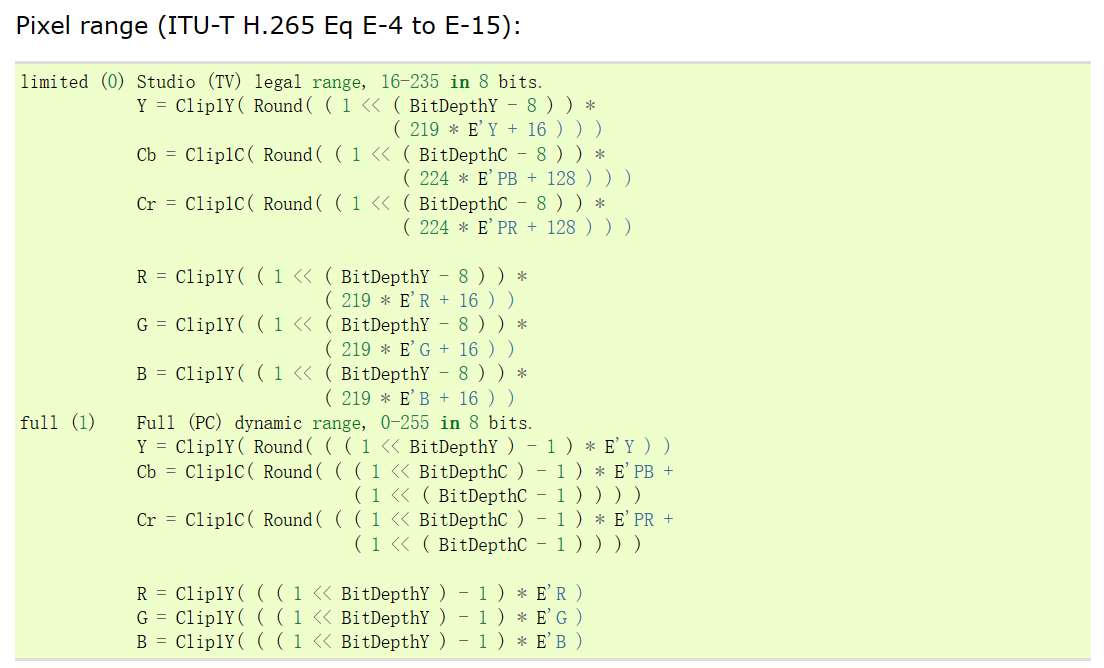 Pixel range (ITU-T H.265 Eq E-4 to E-15):
limited (0) Studio (TV) legal range, 16-235 in 8 bits.
Y = Clip1Y( Round( ( 1 << ( BitDepthY - 8 ) ) *
( 219 * E'Y + 16 ) ) )
Cb = Clip1C( Round( ( 1 << ( BitDepthC - 8 ) ) *
( 224 * E'PB + 128 ) ) )
Cr = Clip1C( Round( ( 1 << ( BitDepthC - 8 ) ) *
( 224 * E'PR + 128 ) ) )
R = Clip1Y( ( 1 << ( BitDepthY - 8 ) ) *
( 219 * E'R + 16 ) )
G = Clip1Y( ( 1 << ( BitDepthY - 8 ) ) *
( 219 * E'G + 16 ) )
B = Clip1Y( ( 1 << ( BitDepthY - 8 ) ) *
( 219 * E'B + 16 ) )
full (1) Full (PC) dynamic range, 0-255 in 8 bits.
Y = Clip1Y( Round( ( ( 1 << BitDepthY ) - 1 ) * E'Y ) )
Cb = Clip1C( Round( ( ( 1 << BitDepthC ) - 1 ) * E'PB +
( 1 << ( BitDepthC - 1 ) ) ) )
Cr = Clip1C( Round( ( ( 1 << BitDepthC ) - 1 ) * E'PR +
( 1 << ( BitDepthC - 1 ) ) ) )
R = Clip1Y( ( ( 1 << BitDepthY ) - 1 ) * E'R )
G = Clip1Y( ( ( 1 << BitDepthY ) - 1 ) * E'G )
B = Clip1Y( ( ( 1 << BitDepthY ) - 1 ) * E'B )